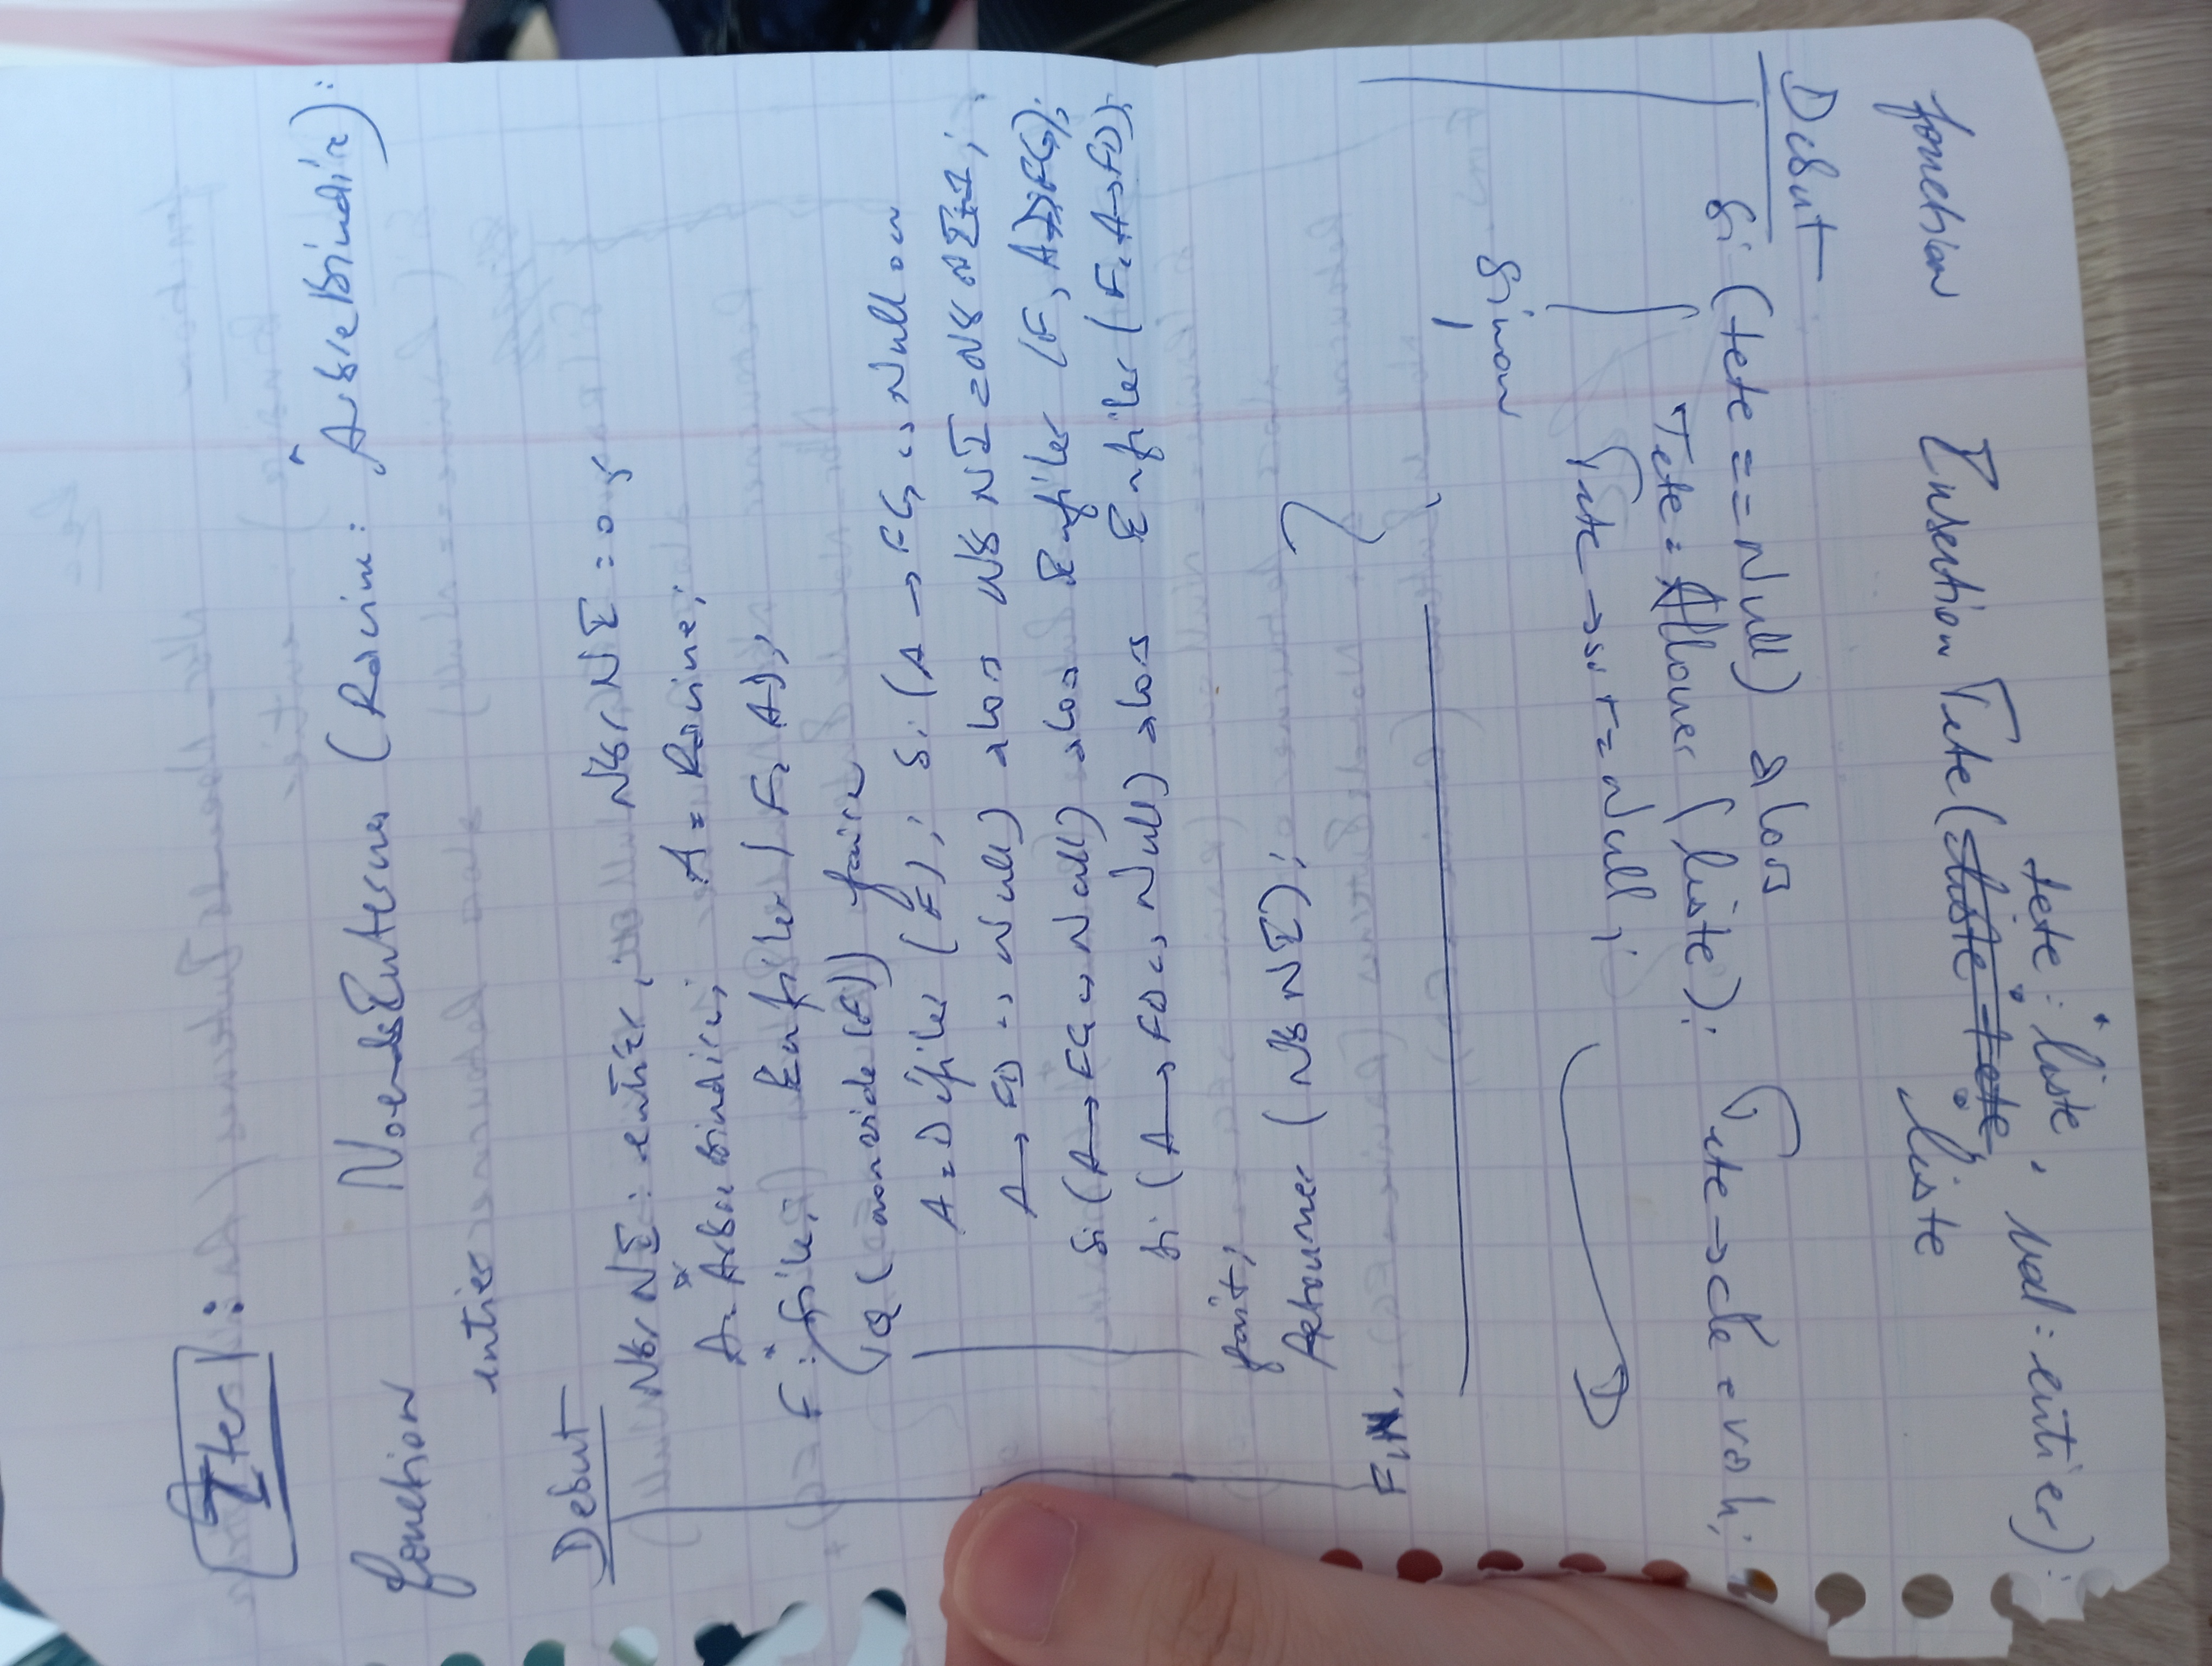 Iter :
fonction NoeudsInternes (Racine: *ArbreBinaire):
entier
Debut
NbrNI : entier, NbrNI = 0;
A: *ArbreBinaire; A = Racine;
F: *File; Enfiler (F, A);
TQ (nonvide (F)) faire
A = Défiler (F); Si (A → FG <> Null ou
A → FD <> Null) alors NbNI = NbNI+1;
Si (A → FG <> Null) alors Enfiler (F, A→FG);
Si (A → FD <> Null) alors Enfiler (F, A→FD);
fait;
Retourner (NbNI);
FIN.
fonction Insertion Tete (
tete: *liste, val: entier):
*liste
Debut
Si (tete == Null) alors
Tete = Allouer (liste); Tete →cle = val;
Tete → = Null;
Sinon